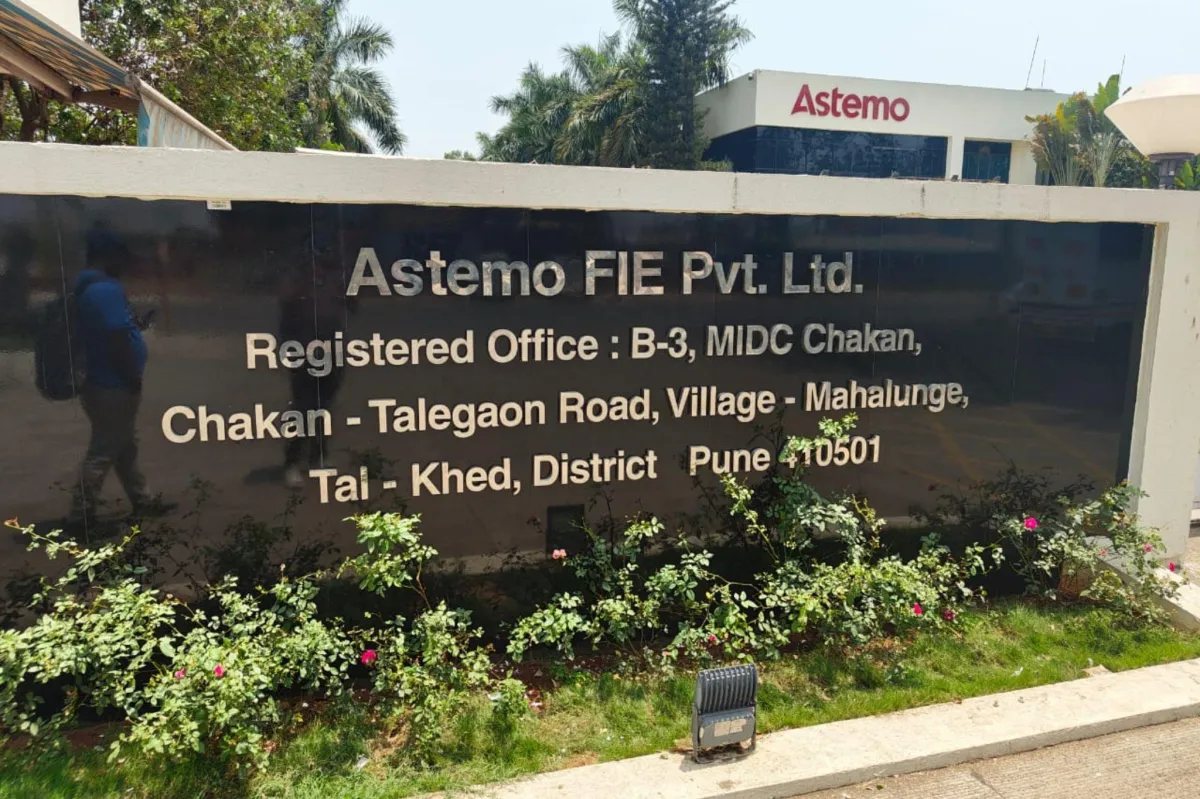 Astemo
Astemo FIE Pvt. Ltd.
Registered Office : B-3, MIDC Chakan,
Chakan - Talegaon Road, Village - Mahalunge,
Tal - Khed, District Pune 410501